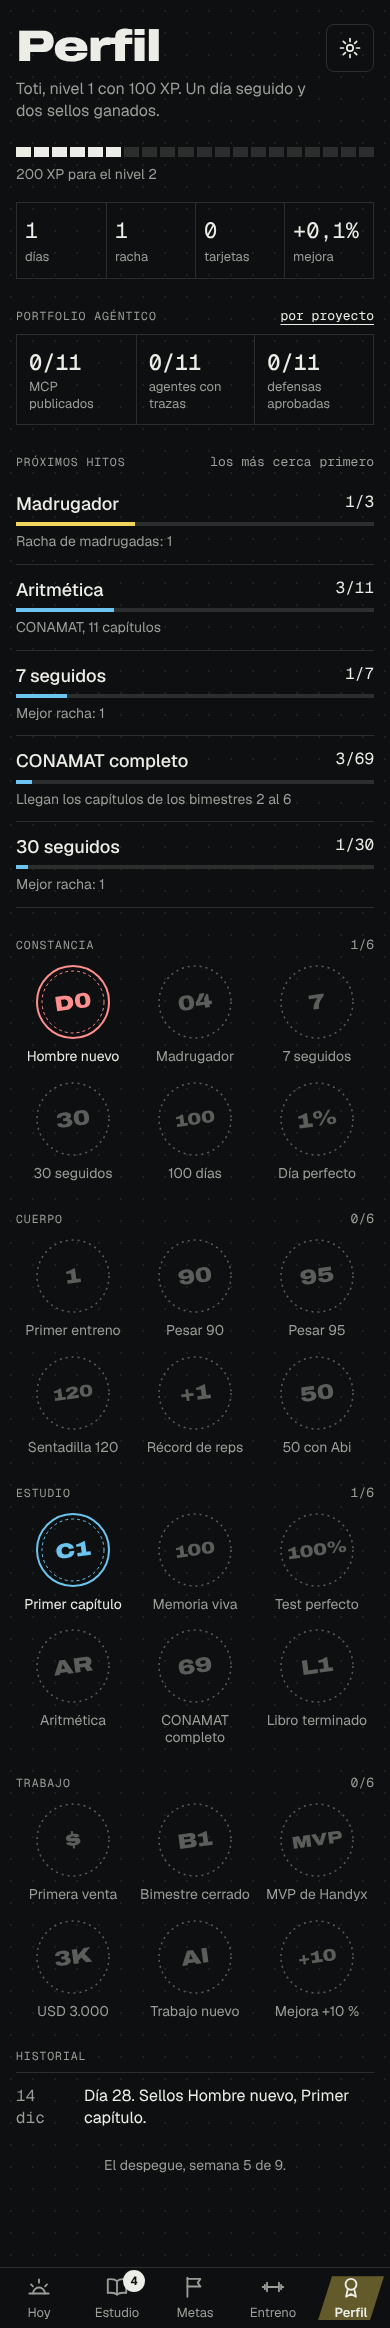 Perfil
Toti, nivel 1 con 100 XP. Un día seguido y
dos sellos ganados.
200 XP para el nivel 2
1
días
1
racha
0
tarjetas
+0,1%
mejora
PORTFOLIO AGÉNTICO
por proyecto
0/11
MCP
publicados
0/11
agentes con
trazas
0/11
defensas
aprobadas
PRÓXIMOS HITOS
los más cerca primero
Madrugador
1/3
Racha de madrugadas: 1
Aritmética
3/11
CONAMAT, 11 capítulos
7 seguidos
1/7
Mejor racha: 1
CONAMAT completo
3/69
Llegan los capítulos de los bimestres 2 al 6
30 seguidos
1/30
Mejor racha: 1
CONSTANCIA
1/6
D0
Hombre nuevo
04
Madrugador
7
7 seguidos
30
30 seguidos
100
100 días
1%
Día perfecto
CUERPO
0/6
1
Primer entreno
90
Pesar 90
95
Pesar 95
120
Sentadilla 120
+1
Récord de reps
50
50 con Abi
ESTUDIO
1/6
C1
Primer capítulo
100
Memoria viva
100%
Test perfecto
AR
Aritmética
69
CONAMAT
completo
L1
Libro terminado
TRABAJO
0/6
$
Primera venta
B1
Bimestre cerrado
MVP
MVP de Handyx
3K
USD 3.000
AI
Trabajo nuevo
+10
Mejora +10 %
HISTORIAL
14
dic
Día 28. Sellos Hombre nuevo, Primer
capítulo.
El despegue, semana 5 de 9.
Hoy
4
Estudio
Metas
Entreno
Perfil